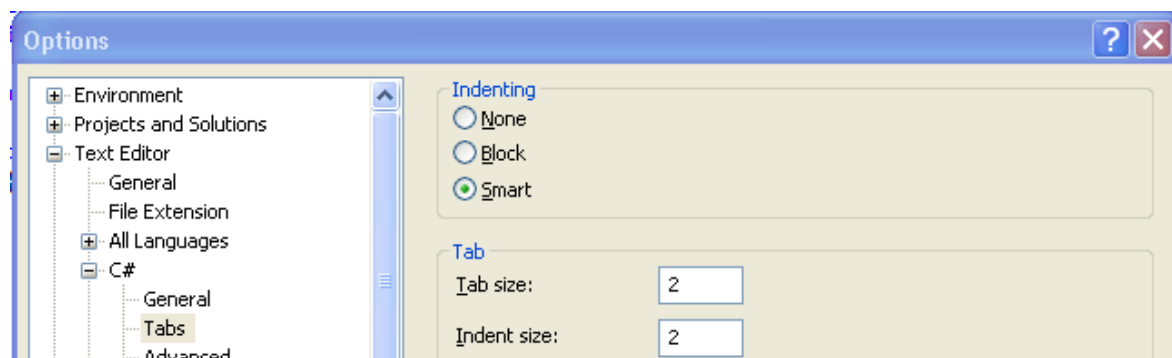 Options
?
Environment
Projects and Solutions
Text Editor
General
File Extension
All Languages
C#
General
Tabs
Advanced
Indenting
None
Block
Smart
Tab
Tab size: 2
Indent size: 2